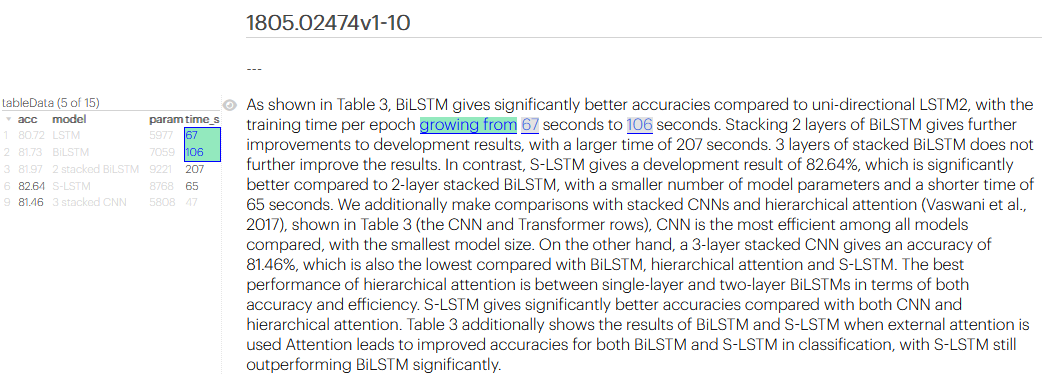 1805.02474v1-10
---
tableData (5 of 15)
acc model param time_s
1 80.72 LSTM 5977 67
2 81.73 BiLSTM 7059 106
3 81.97 2 stacked BiLSTM 9221 207
6 82.64 S-LSTM 8768 65
9 81.46 3 stacked CNN 5808 47
As shown in Table 3, BiLSTM gives significantly better accuracies compared to uni-directional LSTM2, with the
training time per epoch growing from 67 seconds to 106 seconds. Stacking 2 layers of BiLSTM gives further
improvements to development results, with a larger time of 207 seconds. 3 layers of stacked BiLSTM does not
further improve the results. In contrast, S-LSTM gives a development result of 82.64%, which is significantly
better compared to 2-layer stacked BiLSTM, with a smaller number of model parameters and a shorter time of
65 seconds. We additionally make comparisons with stacked CNNs and hierarchical attention (Vaswani et al.,
2017), shown in Table 3 (the CNN and Transformer rows), CNN is the most efficient among all models
compared, with the smallest model size. On the other hand, a 3-layer stacked CNN gives an accuracy of
81.46%, which is also the lowest compared with BiLSTM, hierarchical attention and S-LSTM. The best
performance of hierarchical attention is between single-layer and two-layer BiLSTMs in terms of both
accuracy and efficiency. S-LSTM gives significantly better accuracies compared with both CNN and
hierarchical attention. Table 3 additionally shows the results of BiLSTM and S-LSTM when external attention is
used Attention leads to improved accuracies for both BiLSTM and S-LSTM in classification, with S-LSTM still
outperforming BiLSTM significantly.